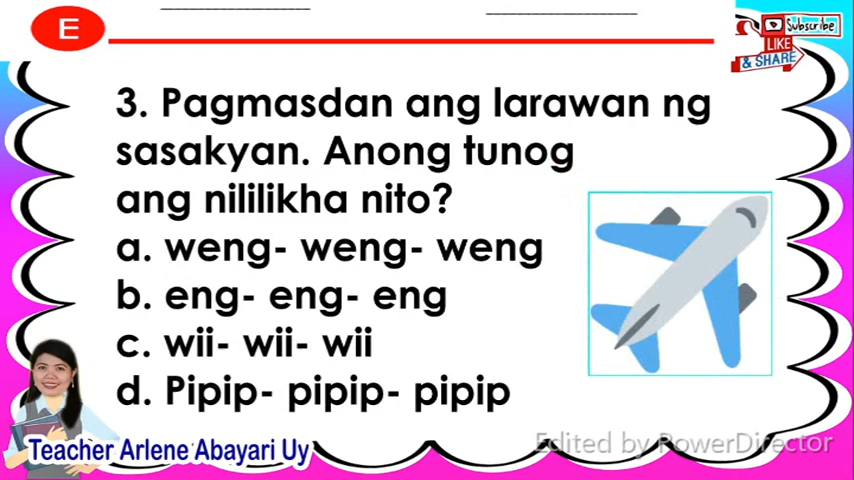 E
Subscribe
LIKE
& SHARE
3. Pagmasdan ang larawan ng
sasakyan. Anong tunog
ang nililikha nito?
a. weng- weng- weng
b. eng- eng- eng
c. wii- wii- wii
d. Pipip- pipip- pipip
Teacher Arlene Abayari Uy
Edited by PowerDirector